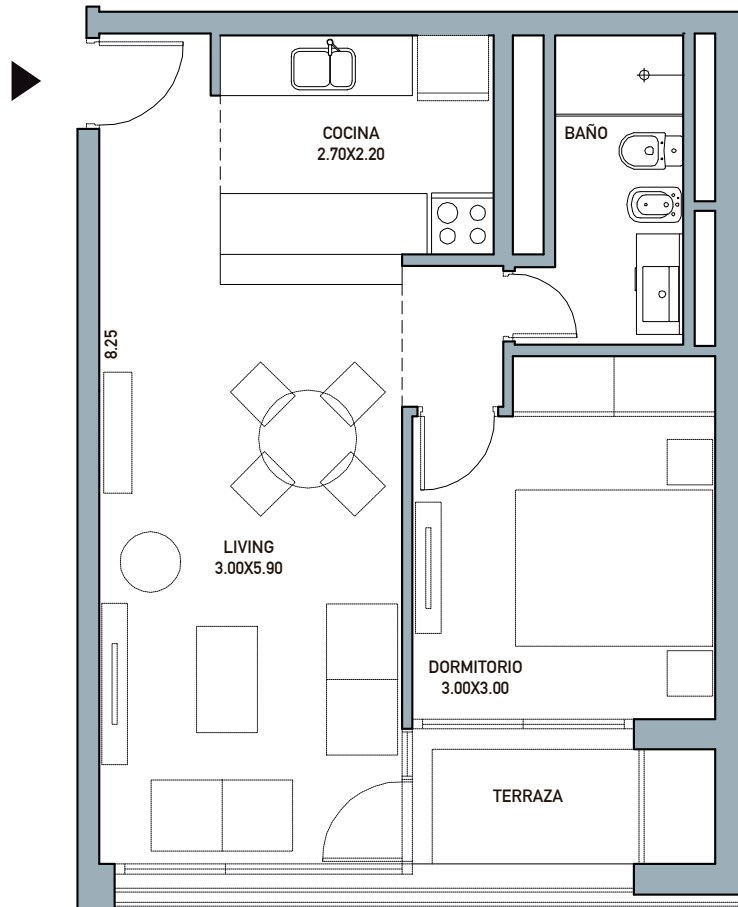 COCINA
2.70X2.20
BAÑO
8.25
LIVING
3.00X5.90
DORMITORIO
3.00X3.00
TERRAZA